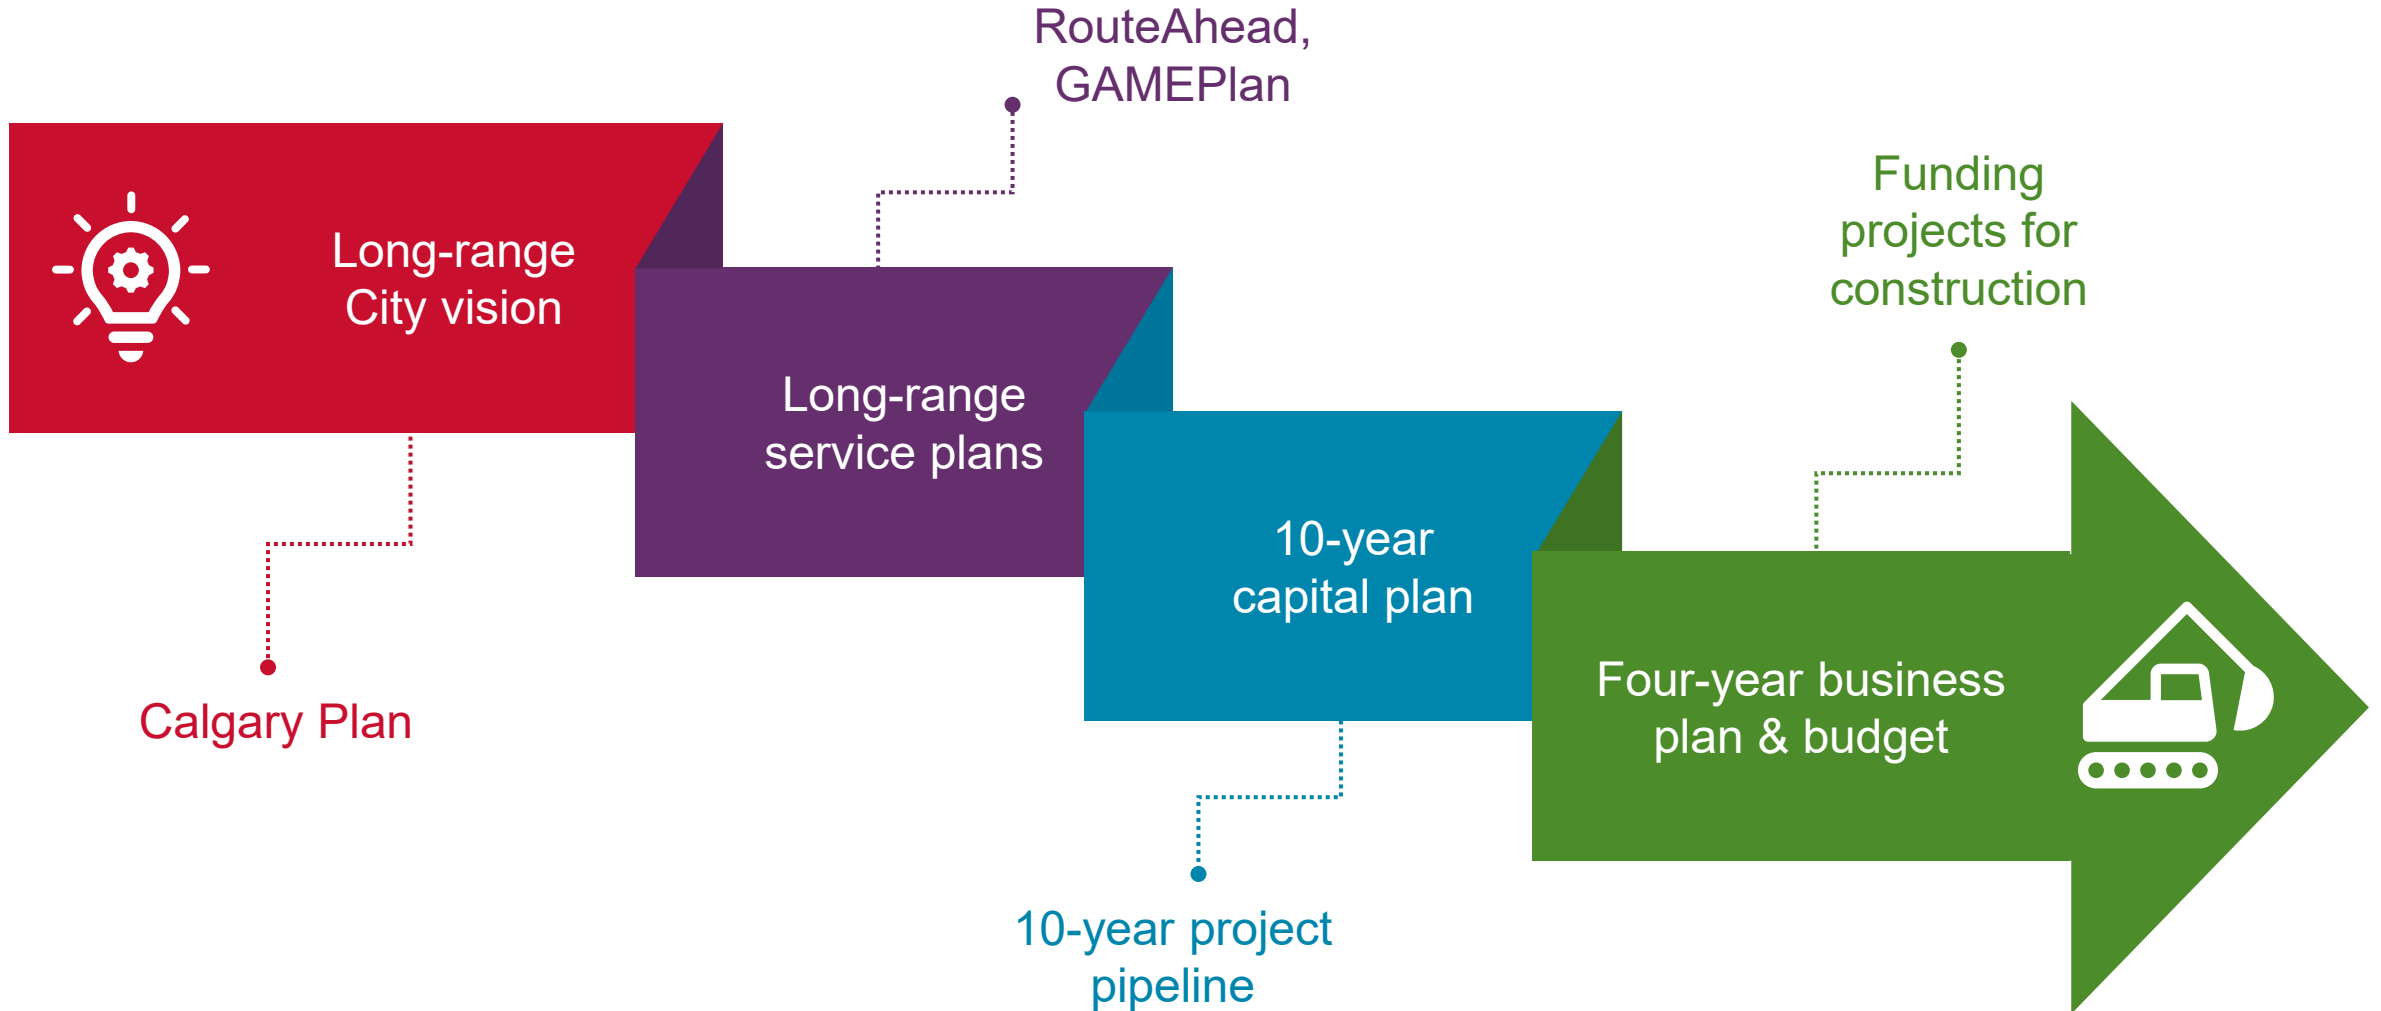 RouteAhead,
GAMEPlan
Long-range
City vision
Calgary Plan
Long-range
service plans
10-year
capital plan
10-year project
pipeline
Funding
projects for
construction
Four-year business
plan & budget